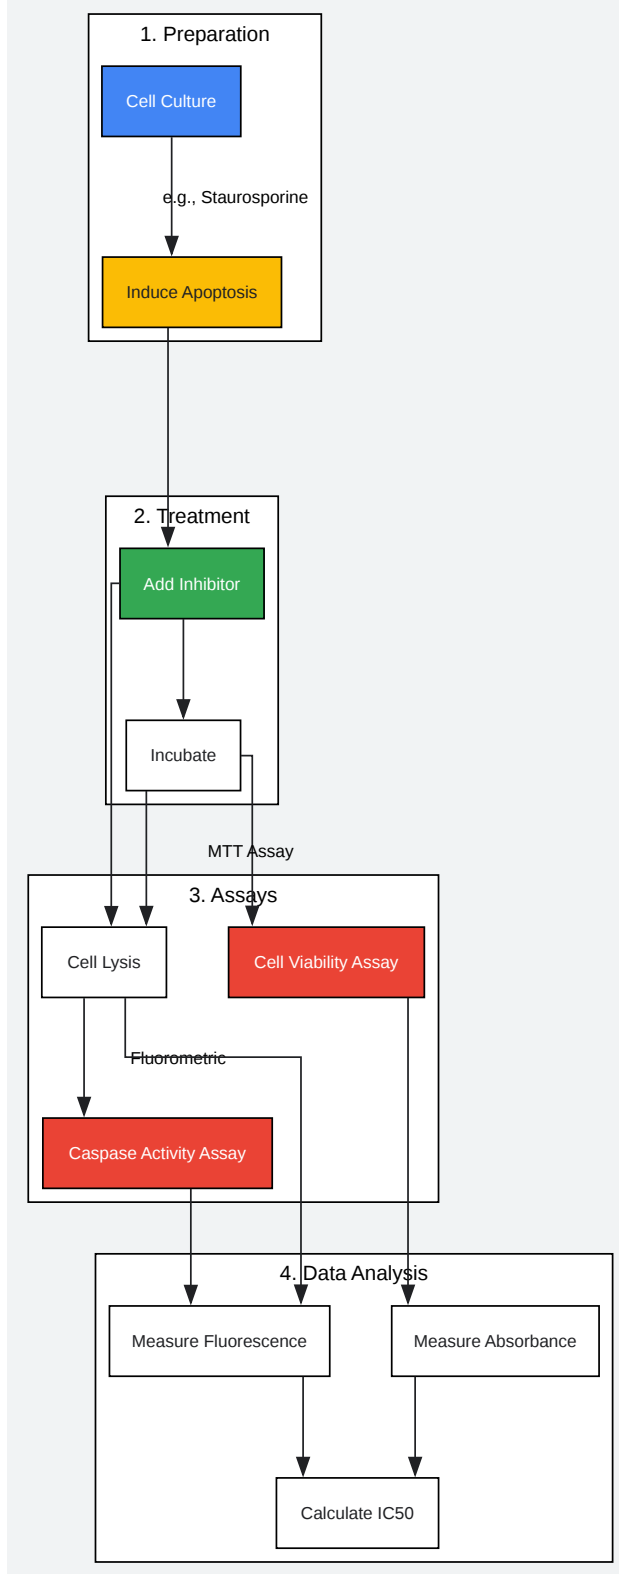 1. Preparation
Cell Culture
e.g., Staurosporine
Induce Apoptosis
2. Treatment
Add Inhibitor
Incubate
MTT Assay
3. Assays
Cell Lysis
Cell Viability Assay
Fluorometric
Caspase Activity Assay
4. Data Analysis
Measure Fluorescence
Measure Absorbance
Calculate IC50